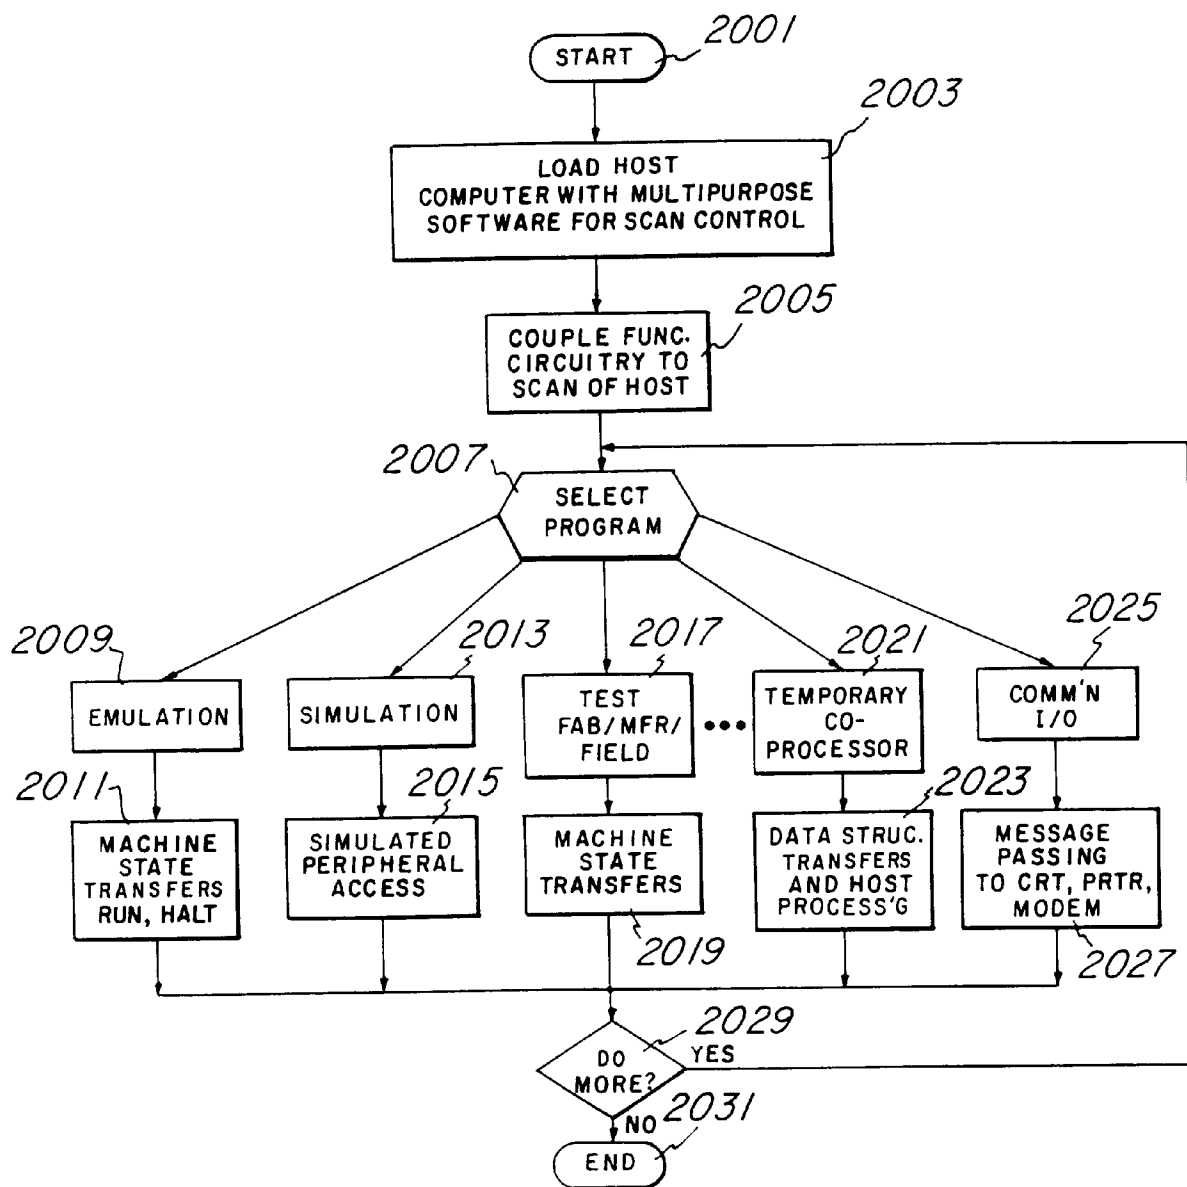 START
2001
2003
LOAD HOST
COMPUTER WITH MULTIPURPOSE
SOFTWARE FOR SCAN CONTROL
2005
COUPLE FUNC.
CIRCUITRY TO
SCAN OF HOST
2007
SELECT
PROGRAM
2009
EMULATION
2013
SIMULATION
2017
TEST
FAB/MFR/
FIELD
•••
2021
TEMPORARY
CO-
PROCESSOR
2025
COMM'N
I/O
2011
MACHINE
STATE
TRANSFERS
RUN, HALT
2015
SIMULATED
PERIPHERAL
ACCESS
MACHINE
STATE
TRANSFERS
2019
2023
DATA STRUC.
TRANSFERS
AND HOST
PROCESS'G
MESSAGE
PASSING
TO CRT, PRTR,
MODEM
2027
2029
DO
MORE?
YES
NO
2031
END